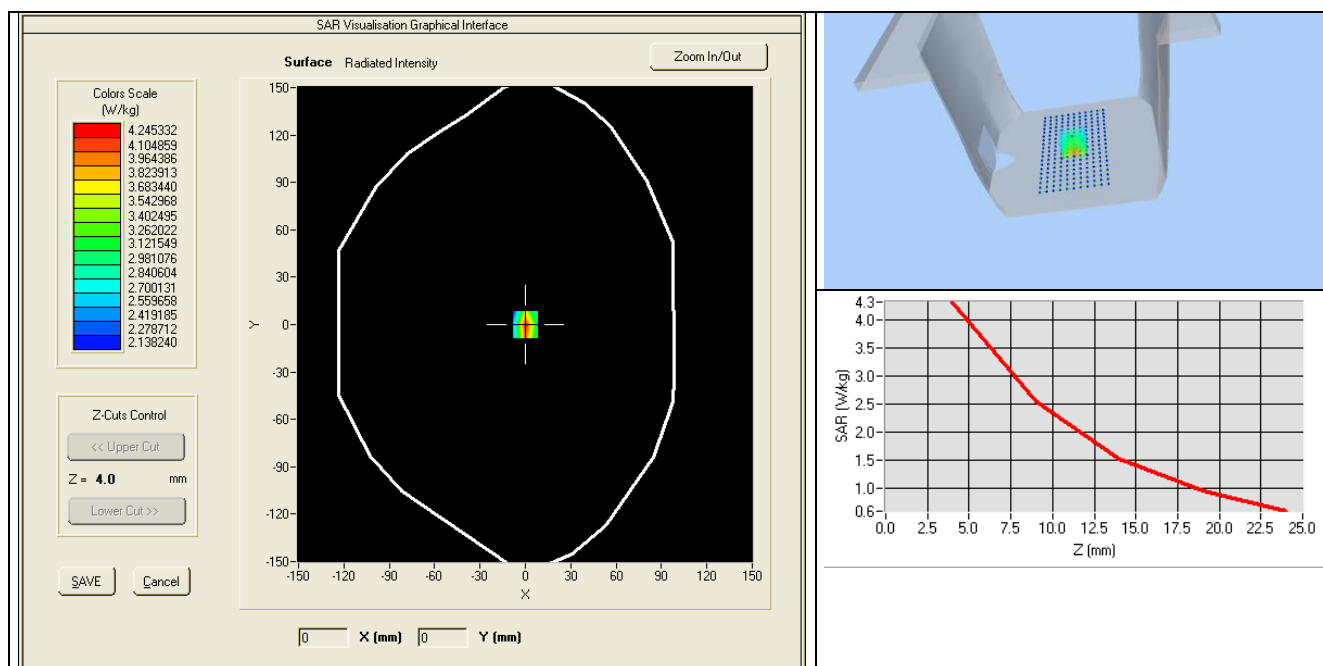 SAR Visualisation Graphical Interface
Surface Radiated Intensity
Zoom In/Out
Colors Scale
(W/kg)
4.245332
4.104859
3.964386
3.823913
3.683440
3.542968
3.402495
3.262022
3.121549
2.981076
2.840604
2.700131
2.559658
2.419185
2.278712
2.138240
Z-Cuts Control
<< Upper Cut
Z = 4.0 mm
Lower Cut >>
SAVE Cancel
150
120
90
60
30
0
-30
-60
-90
-120
-150
Y
-150 -120 -90 -60 -30 0 30 60 90 120 150
X
0 X (mm) 0 Y (mm)
4.3
4.0
3.5
3.0
2.5
2.0
1.5
1.0
0.6
SAR (W/kg)
0.0 2.5 5.0 7.5 10.0 12.5 15.0 17.5 20.0 22.5 25.0
Z (mm)